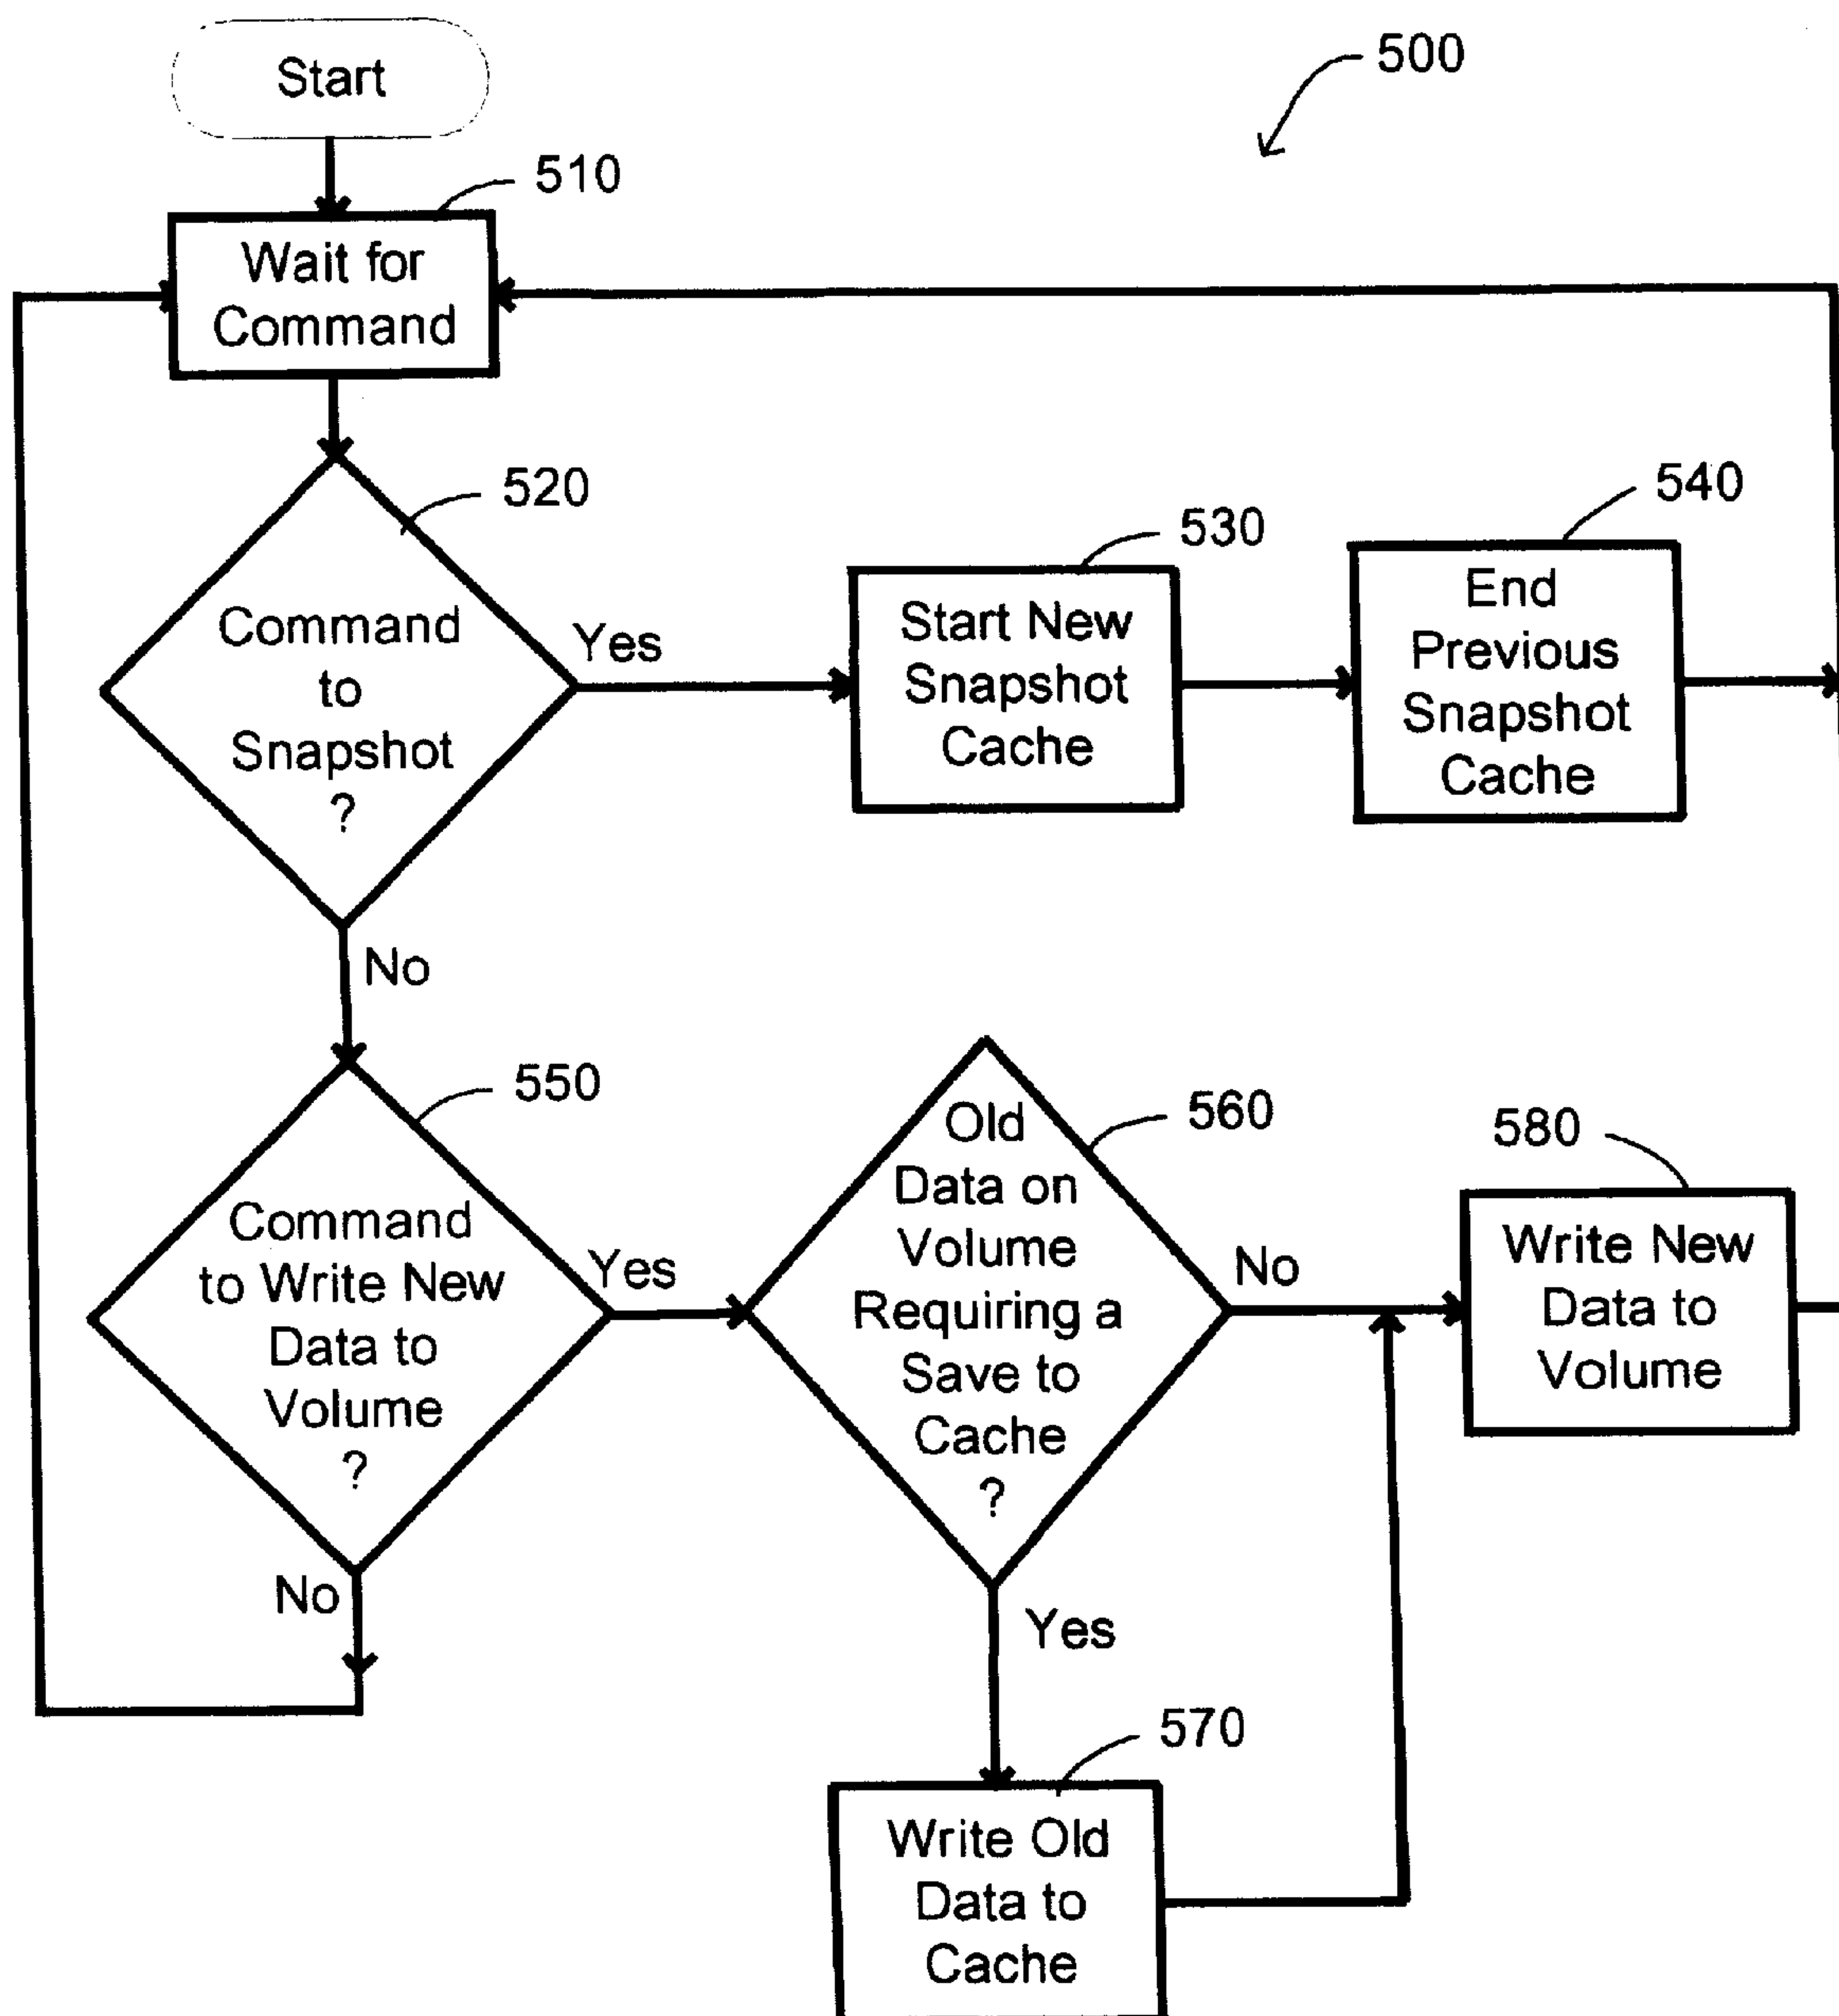 Start
500
510
Wait for
Command
520
Command
to
Snapshot
?
Yes
530
Start New
Snapshot
Cache
540
End
Previous
Snapshot
Cache
No
550
Command
to Write New
Data to
Volume
?
Yes
No
560
Old
Data on
Volume
Requiring a
Save to
Cache
?
No
580
Write New
Data to
Volume
Yes
570
Write Old
Data to
Cache